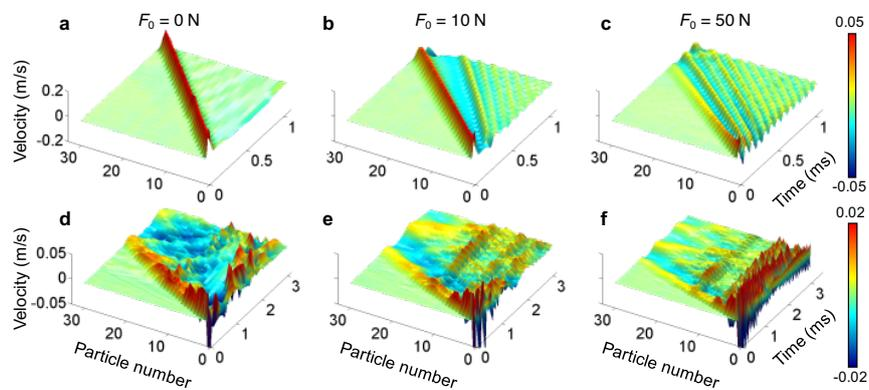 a F₀ = 0 N b F₀ = 10 N c F₀ = 50 N 0.05
Velocity (m/s)
0.2
0
-0.2
30 20 10 0 0 0.5 1
30 20 10 0 0 0.5 1
30 20 10 0 0 0.5 1
Time (ms)
-0.05
d e f 0.02
Velocity (m/s)
0.05
0
-0.05
30 20 10 0 0 1 2 3
30 20 10 0 0 1 2 3
30 20 10 0 0 1 2 3
Particle number Particle number Particle number Time (ms)
-0.02